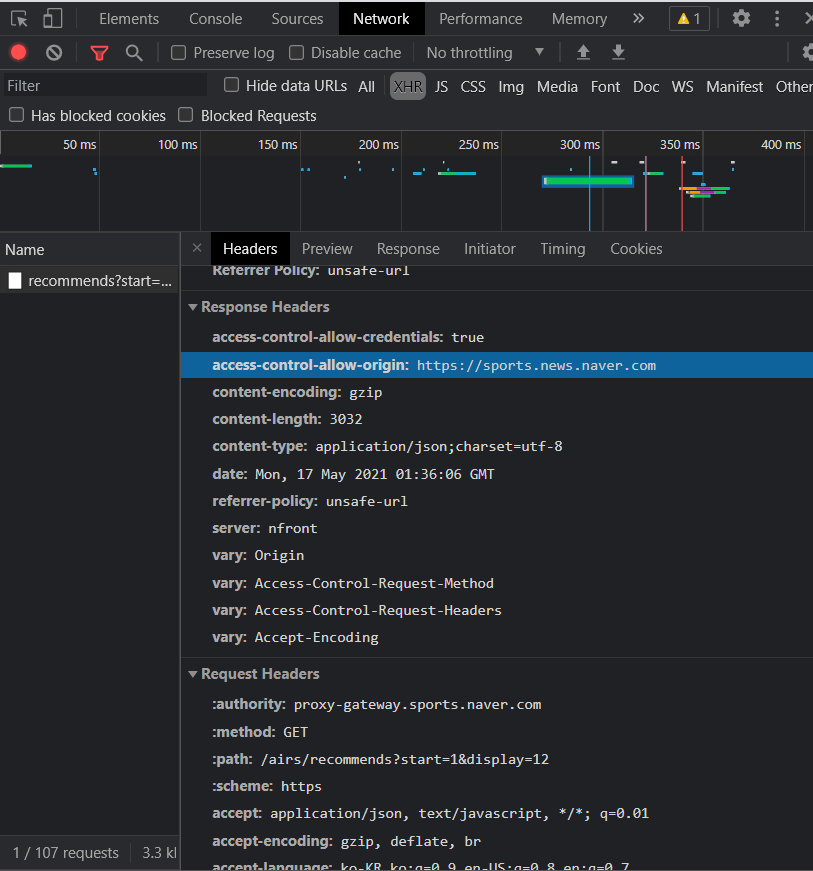 Elements Console Sources Network Performance Memory » 1
Preserve log Disable cache No throttling
Filter Hide data URLs All XHR JS CSS Img Media Font Doc WS Manifest Other
Has blocked cookies Blocked Requests
50 ms 100 ms 150 ms 200 ms 250 ms 300 ms 350 ms 400 ms
Name × Headers Preview Response Initiator Timing Cookies
recommends?start=...
Referrer Policy: unsafe-url
Response Headers
access-control-allow-credentials: true
access-control-allow-origin: https://sports.news.naver.com
content-encoding: gzip
content-length: 3032
content-type: application/json;charset=utf-8
date: Mon, 17 May 2021 01:36:06 GMT
referrer-policy: unsafe-url
server: nfront
vary: Origin
vary: Access-Control-Request-Method
vary: Access-Control-Request-Headers
vary: Accept-Encoding
Request Headers
:authority: proxy-gateway.sports.naver.com
:method: GET
:path: /airs/recommends?start=1&display=12
:scheme: https
accept: application/json, text/javascript, */*; q=0.01
accept-encoding: gzip, deflate, br
accept-language: ko-KR,ko;q=0.9,en-US;q=0.8,en;q=0.7
1 / 107 requests 3.3 k